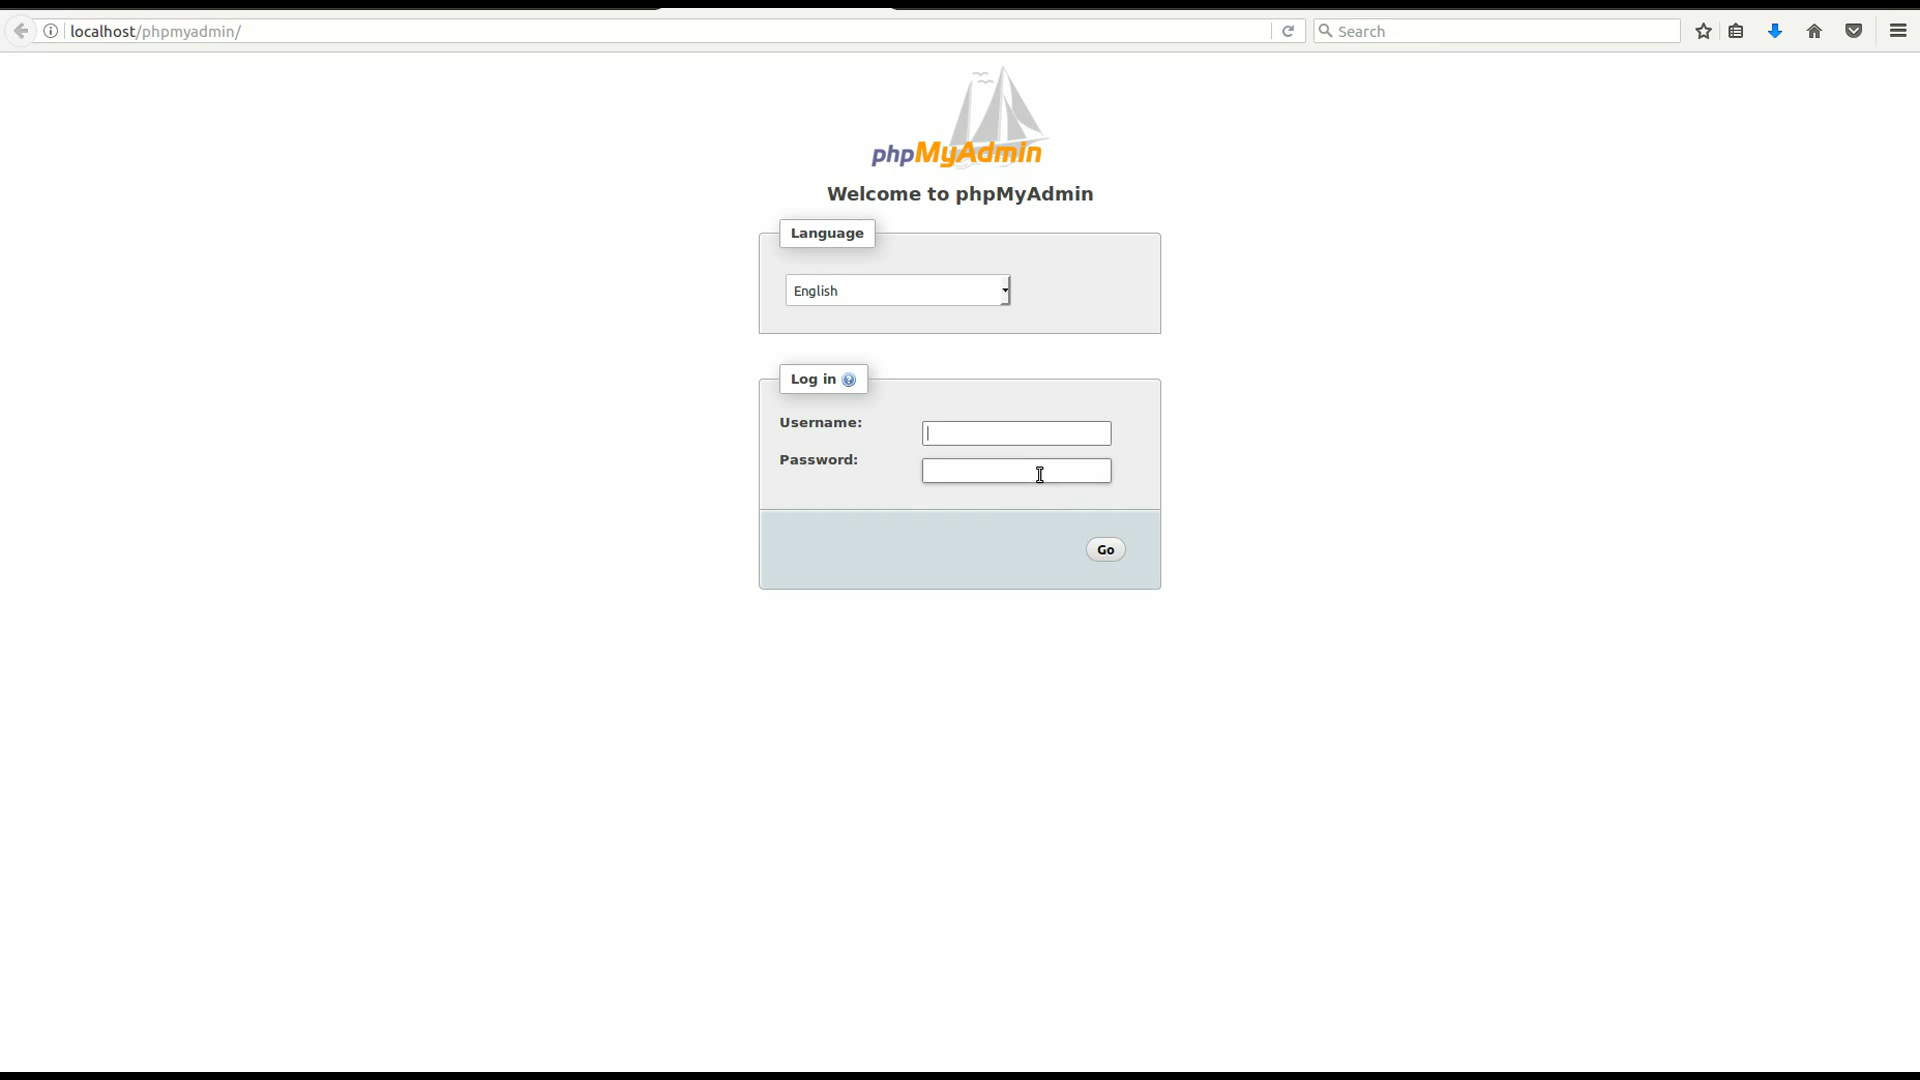 localhost/phpmyadmin/
Search
phpMyAdmin
Welcome to phpMyAdmin
Language
English
Log in
Username:
Password:
Go